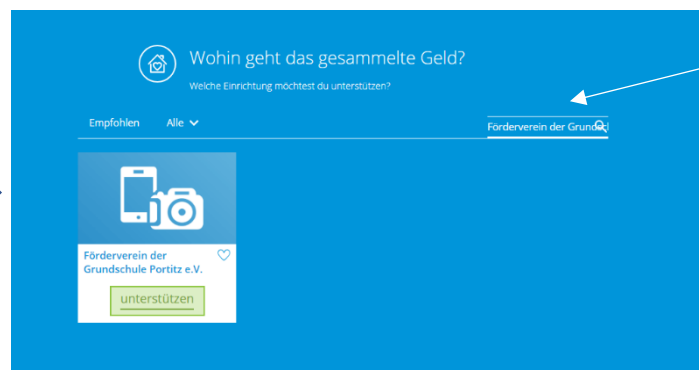 Wohin geht das gesammelte Geld?
Welche Einrichtung möchtest du unterstützen?
Empfohlen Alle
Förderverein der
Förderverein der
Grundschule Portitz e.V.
unterstützen